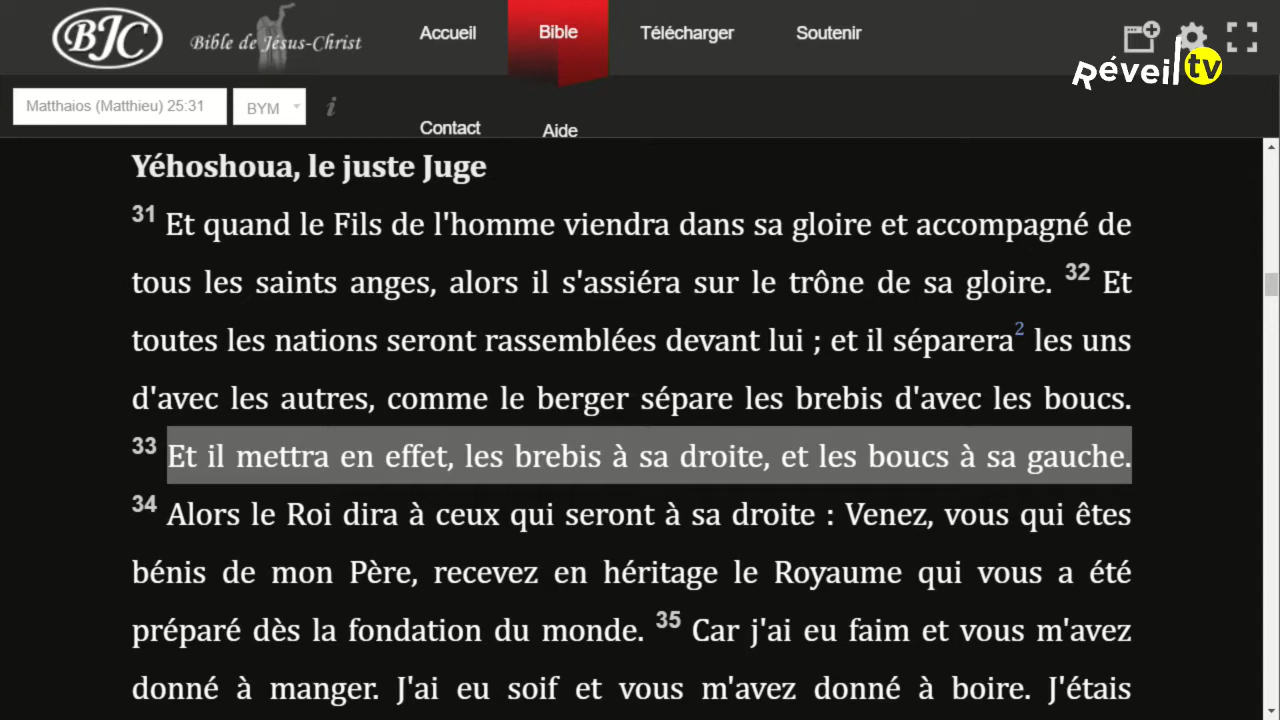 BJC Bible de Jésus-Christ Accueil Bible Télécharger Soutenir
Réveil tv
Matthaios (Matthieu) 25:31 BYM i
Contact Aide
Yéhoshoua, le juste Juge
31 Et quand le Fils de l'homme viendra dans sa gloire et accompagné de
tous les saints anges, alors il s'assiéra sur le trône de sa gloire. 32 Et
toutes les nations seront rassemblées devant lui ; et il séparera2 les uns
d'avec les autres, comme le berger sépare les brebis d'avec les boucs.
33 Et il mettra en effet, les brebis à sa droite, et les boucs à sa gauche.
34 Alors le Roi dira à ceux qui seront à sa droite : Venez, vous qui êtes
bénis de mon Père, recevez en héritage le Royaume qui vous a été
préparé dès la fondation du monde. 35 Car j'ai eu faim et vous m'avez
donné à manger. J'ai eu soif et vous m'avez donné à boire. J'étais